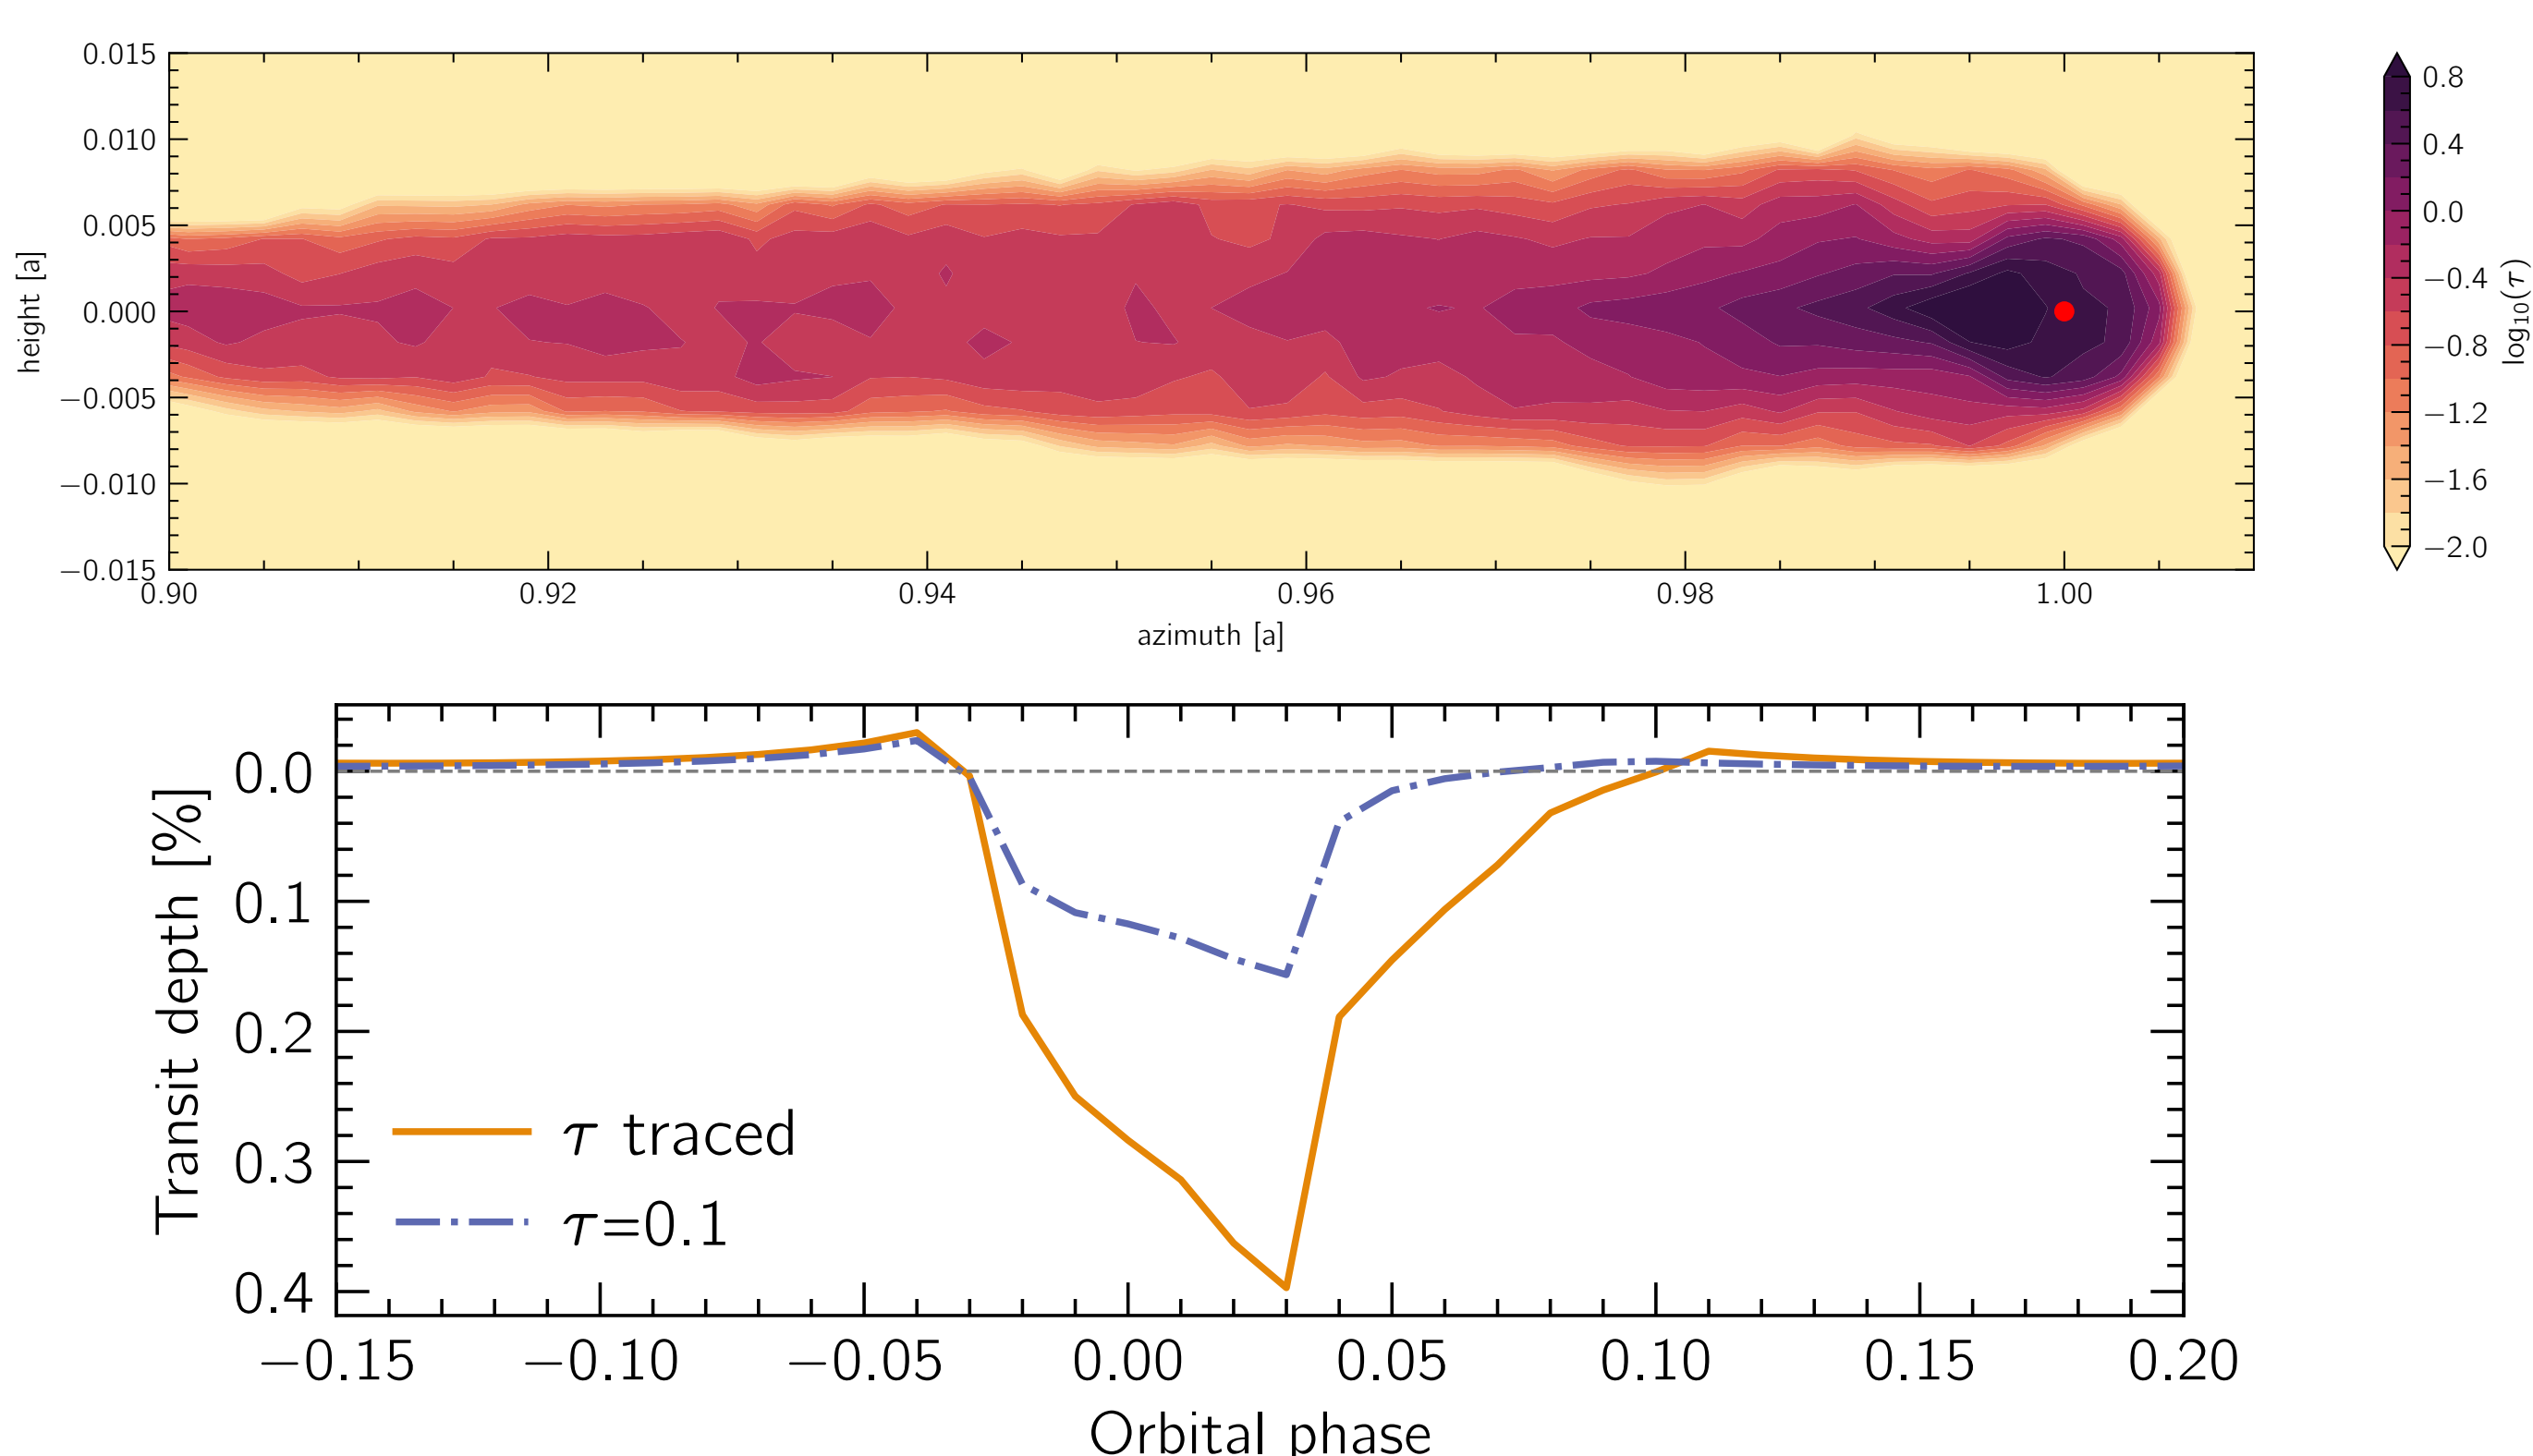 0.015
0.010
0.005
0.000
−0.005
−0.010
−0.015
height [a]
0.90 0.92 0.94 0.96 0.98 1.00
azimuth [a]
0.8
0.4
0.0
−0.4
−0.8
−1.2
−1.6
−2.0
log₁₀(τ)
0.0
0.1
0.2
0.3
0.4
Transit depth [%]
τ traced
τ=0.1
−0.15 −0.10 −0.05 0.00 0.05 0.10 0.15 0.20
Orbital phase